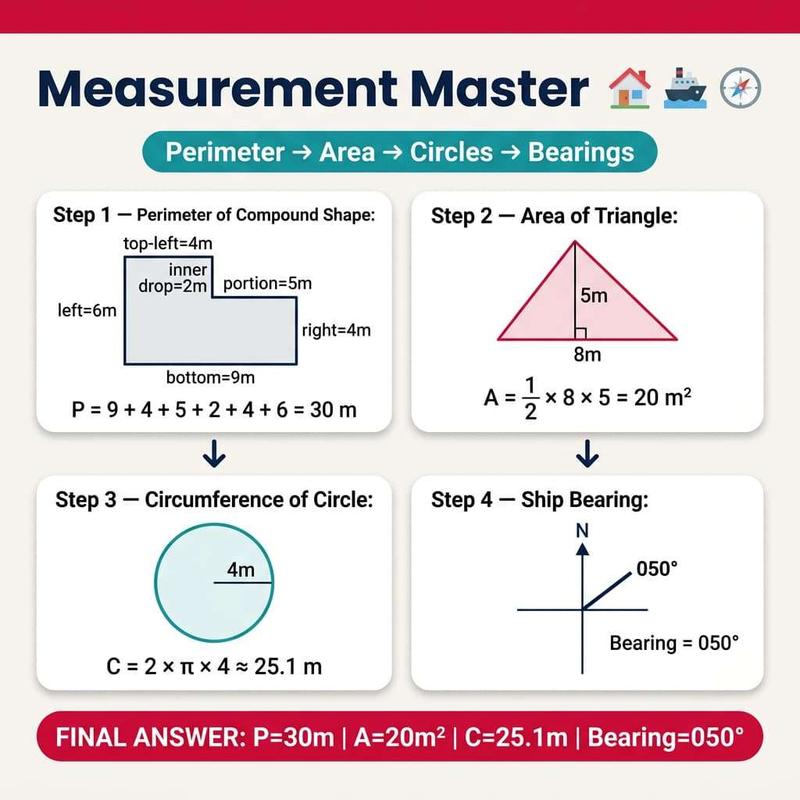 Measurement Master
Perimeter → Area → Circles → Bearings
Step 1 — Perimeter of Compound Shape:
top-left=4m
inner
drop=2m
portion=5m
left=6m
right=4m
bottom=9m
P = 9 + 4 + 5 + 2 + 4 + 6 = 30 m
Step 2 — Area of Triangle:
5m
8m
A = 1/2 × 8 × 5 = 20 m²
Step 3 — Circumference of Circle:
4m
C = 2 × π × 4 ≈ 25.1 m
Step 4 — Ship Bearing:
N
050°
Bearing = 050°
FINAL ANSWER: P=30m | A=20m² | C=25.1m | Bearing=050°